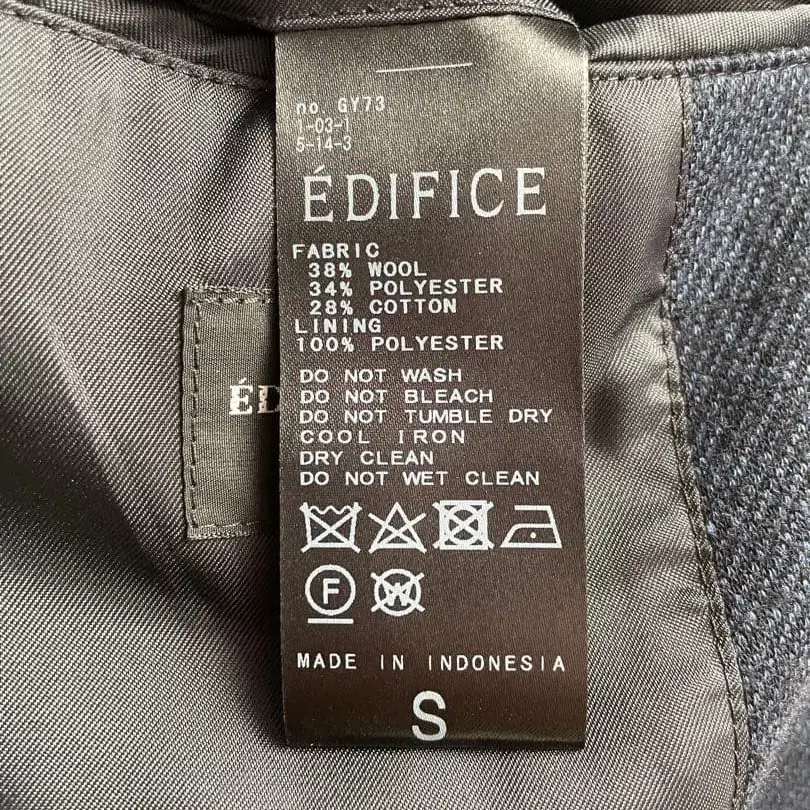 no. GY73
1-03-1
5-14-3
ÉDIFICE
FABRIC
38% WOOL
34% POLYESTER
28% COTTON
LINING
100% POLYESTER
DO NOT WASH
DO NOT BLEACH
DO NOT TUMBLE DRY
COOL IRON
DRY CLEAN
DO NOT WET CLEAN
F W
MADE IN INDONESIA
S
ÉD